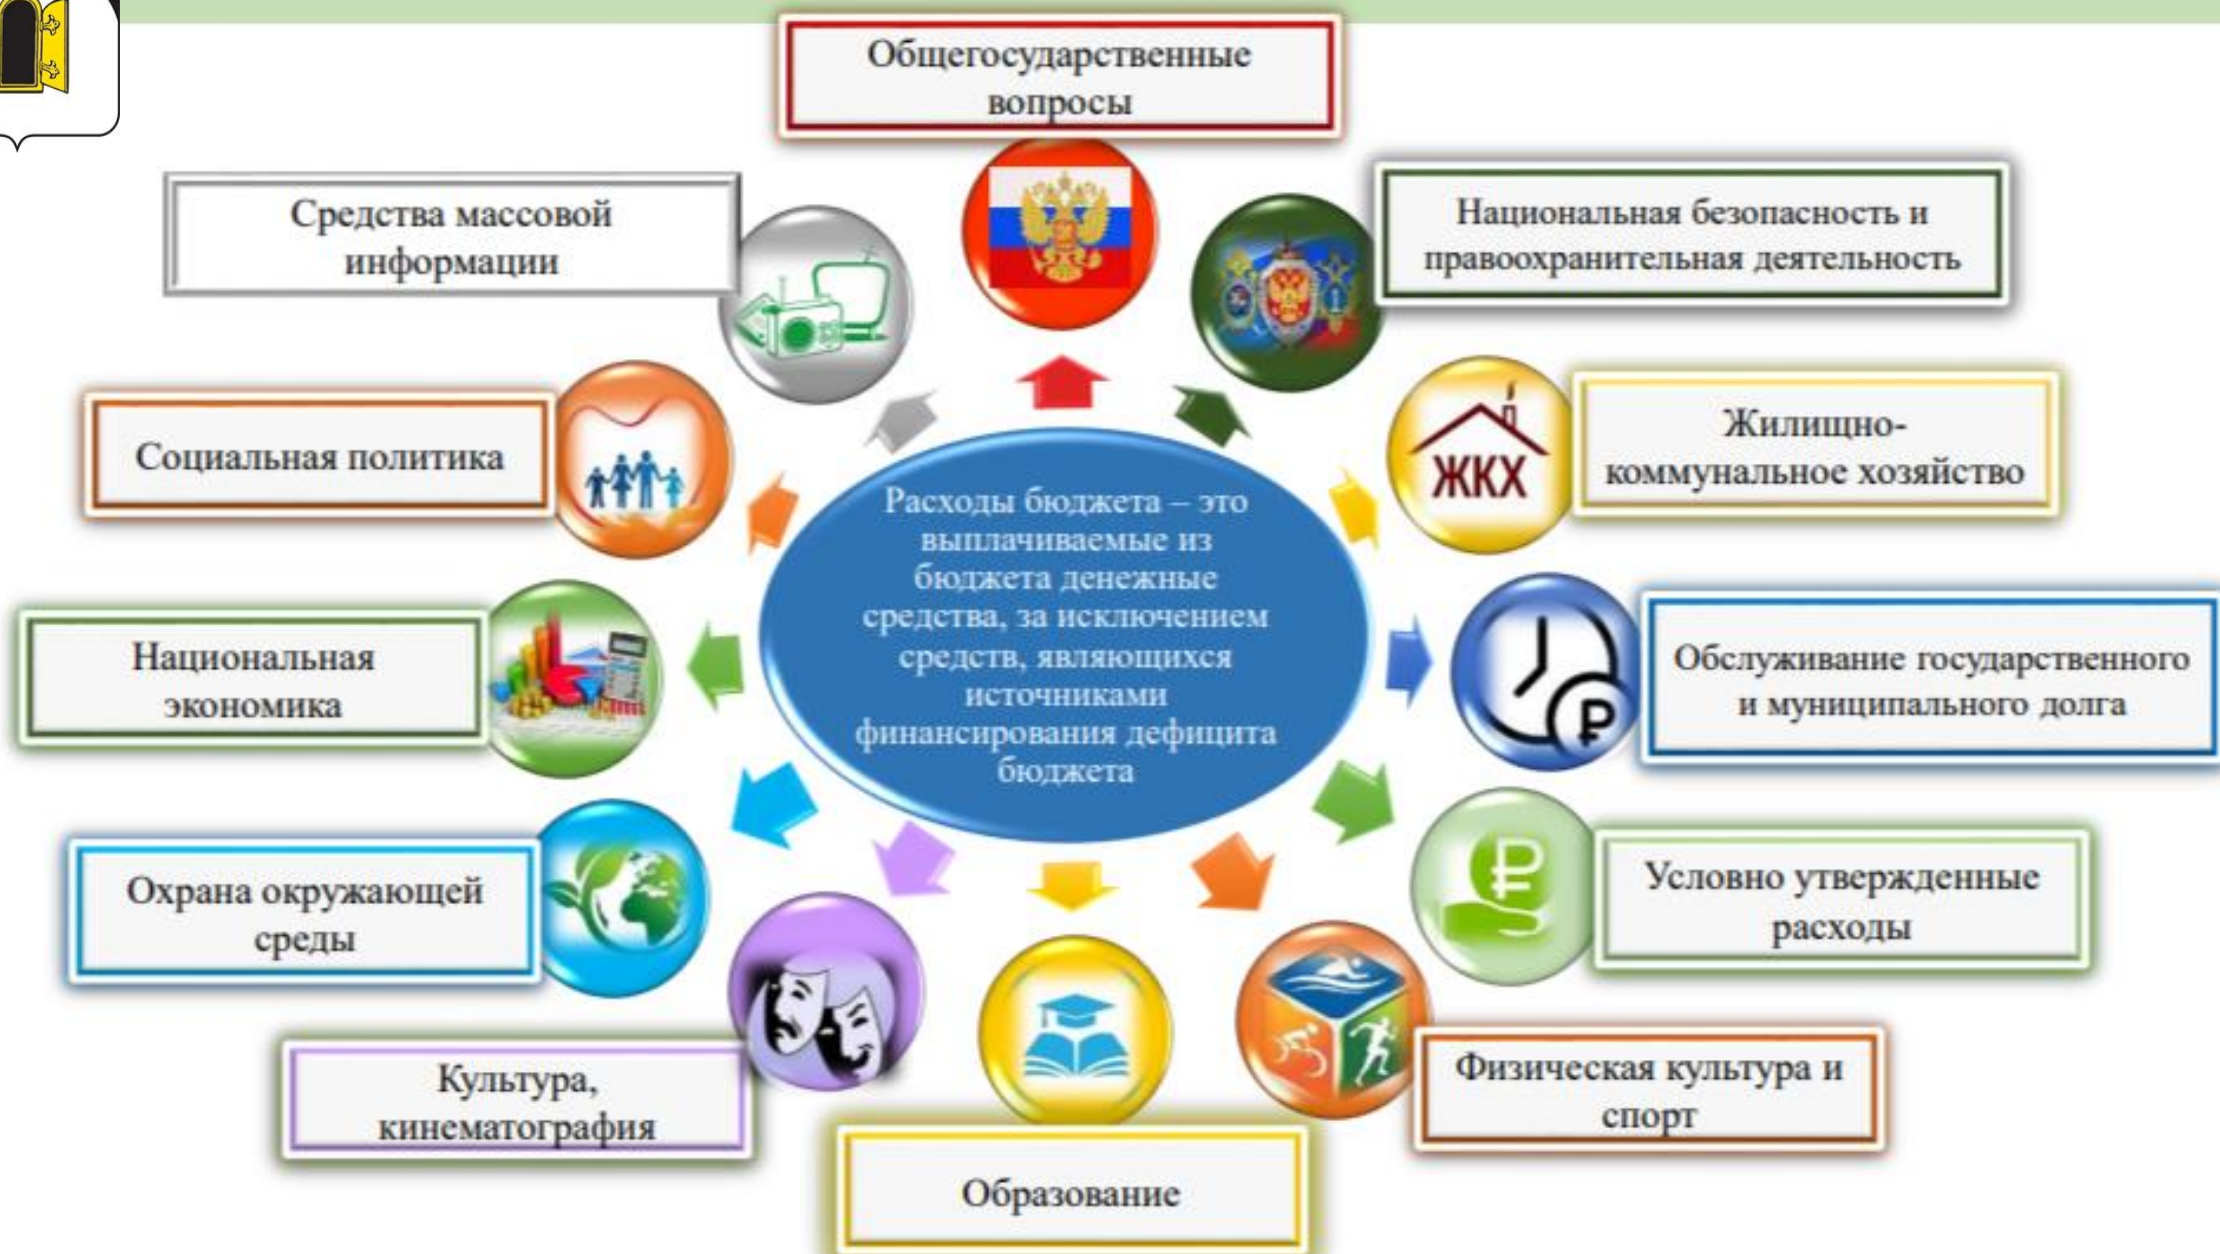 Общегосударственные
вопросы
Средства массовой
информации
Национальная безопасность и
правоохранительная деятельность
Социальная политика
ЖКХ
Жилищно-
коммунальное хозяйство
Расходы бюджета – это
выплачиваемые из
бюджета денежные
средства, за исключением
средств, являющихся
источниками
финансирования дефицита
бюджета
Национальная
экономика
Обслуживание государственного
и муниципального долга
Охрана окружающей
среды
Условно утвержденные
расходы
Культура,
кинематография
Физическая культура и
спорт
Образование